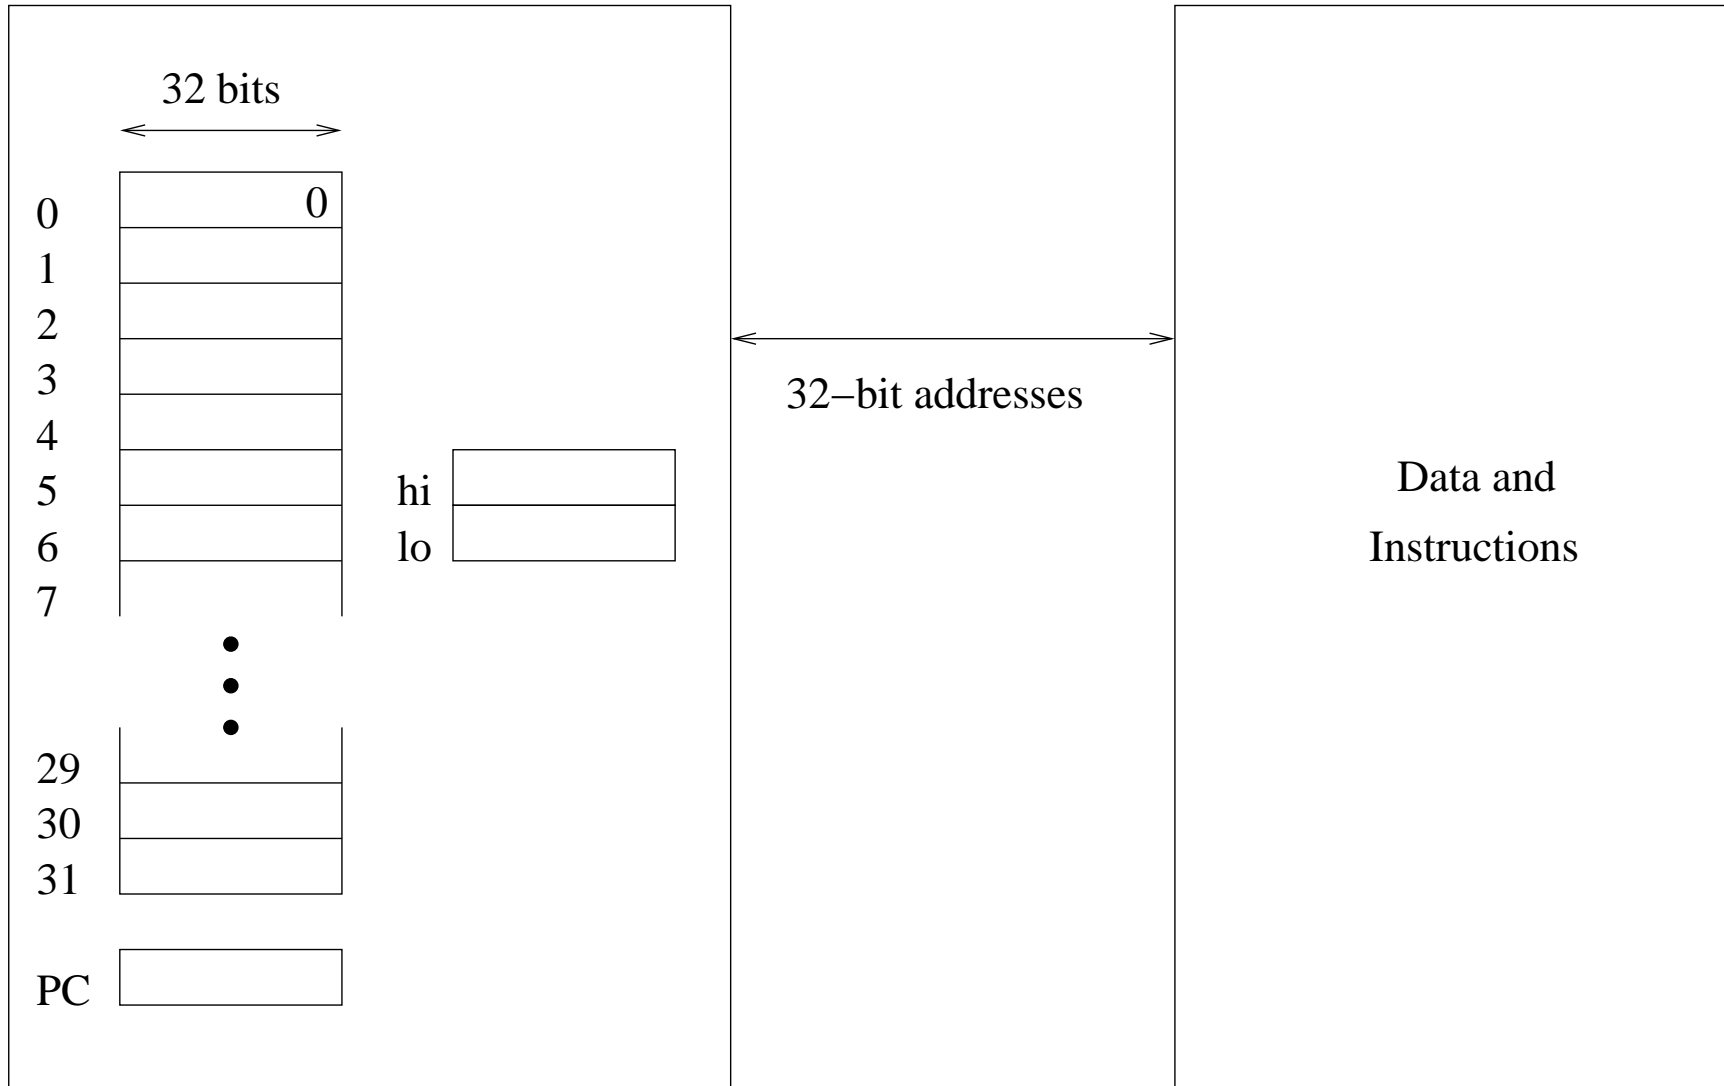 32 bits
0 0
1
2
3
4
5
6
7
29
30
31
PC
hi
lo
32−bit addresses
Data and
Instructions